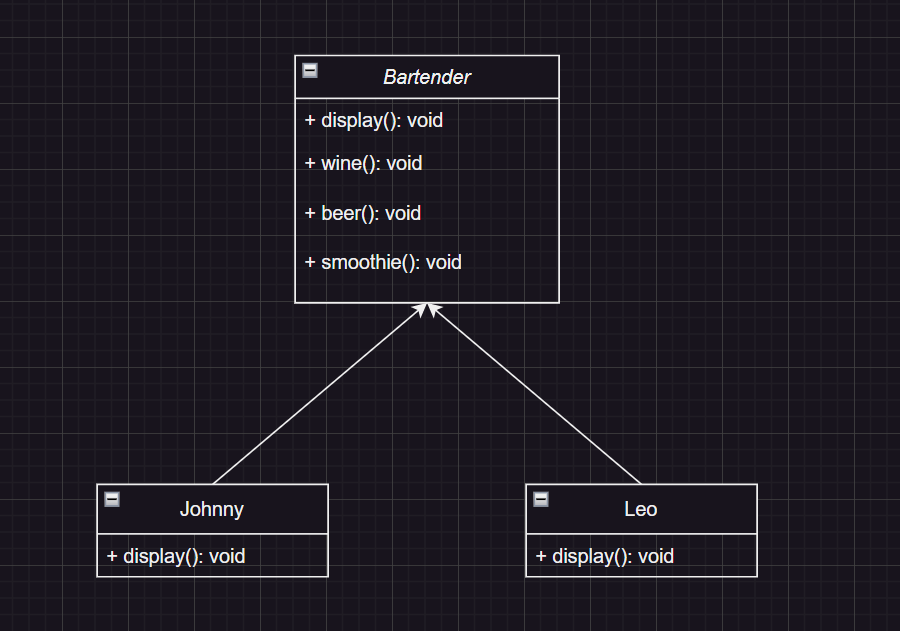 Bartender
+ display(): void
+ wine(): void
+ beer(): void
+ smoothie(): void
Johnny
+ display(): void
Leo
+ display(): void